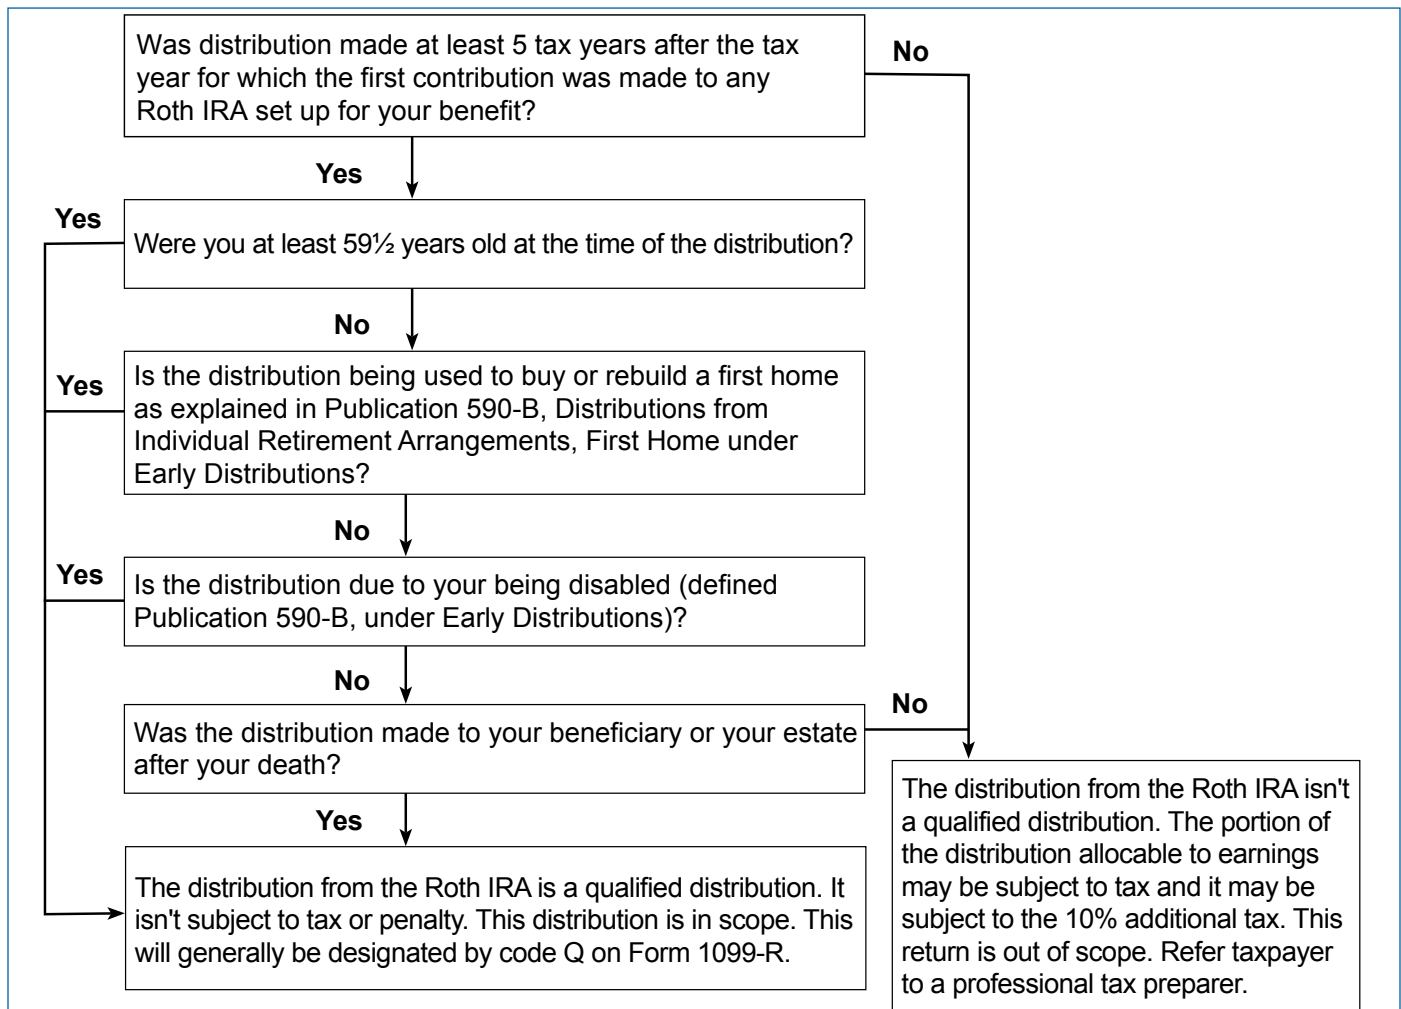 Was distribution made at least 5 tax years after the tax
year for which the first contribution was made to any
Roth IRA set up for your benefit?
No
Yes
Yes
Were you at least 59½ years old at the time of the distribution?
No
Yes
Is the distribution being used to buy or rebuild a first home
as explained in Publication 590-B, Distributions from
Individual Retirement Arrangements, First Home under
Early Distributions?
No
Yes
Is the distribution due to your being disabled (defined
Publication 590-B, under Early Distributions)?
No
No
Was the distribution made to your beneficiary or your estate
after your death?
Yes
The distribution from the Roth IRA is a qualified distribution. It
isn't subject to tax or penalty. This distribution is in scope. This
will generally be designated by code Q on Form 1099-R.
The distribution from the Roth IRA isn't
a qualified distribution. The portion of
the distribution allocable to earnings
may be subject to tax and it may be
subject to the 10% additional tax. This
return is out of scope. Refer taxpayer
to a professional tax preparer.